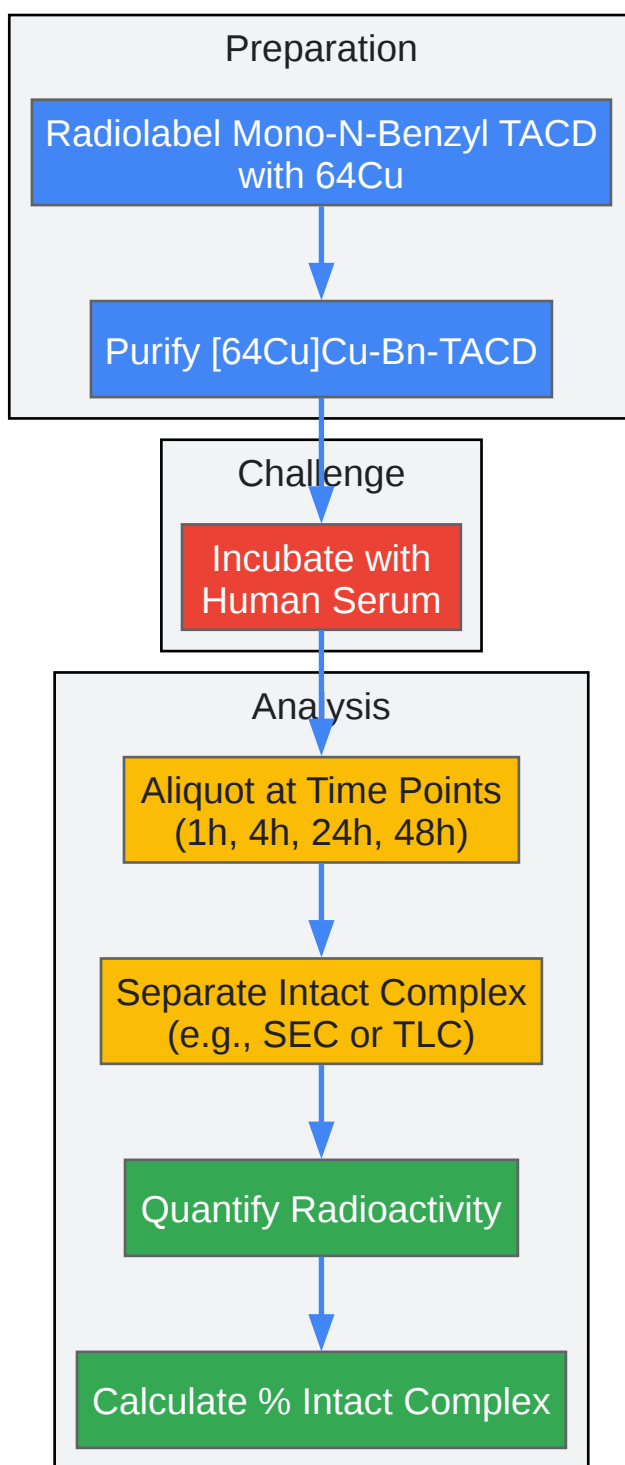 Preparation
Radiolabel Mono-N-Benzyl TACD
with 64Cu
Purify [64Cu]Cu-Bn-TACD
Challenge
Incubate with
Human Serum
Analysis
Aliquot at Time Points
(1h, 4h, 24h, 48h)
Separate Intact Complex
(e.g., SEC or TLC)
Quantify Radioactivity
Calculate % Intact Complex